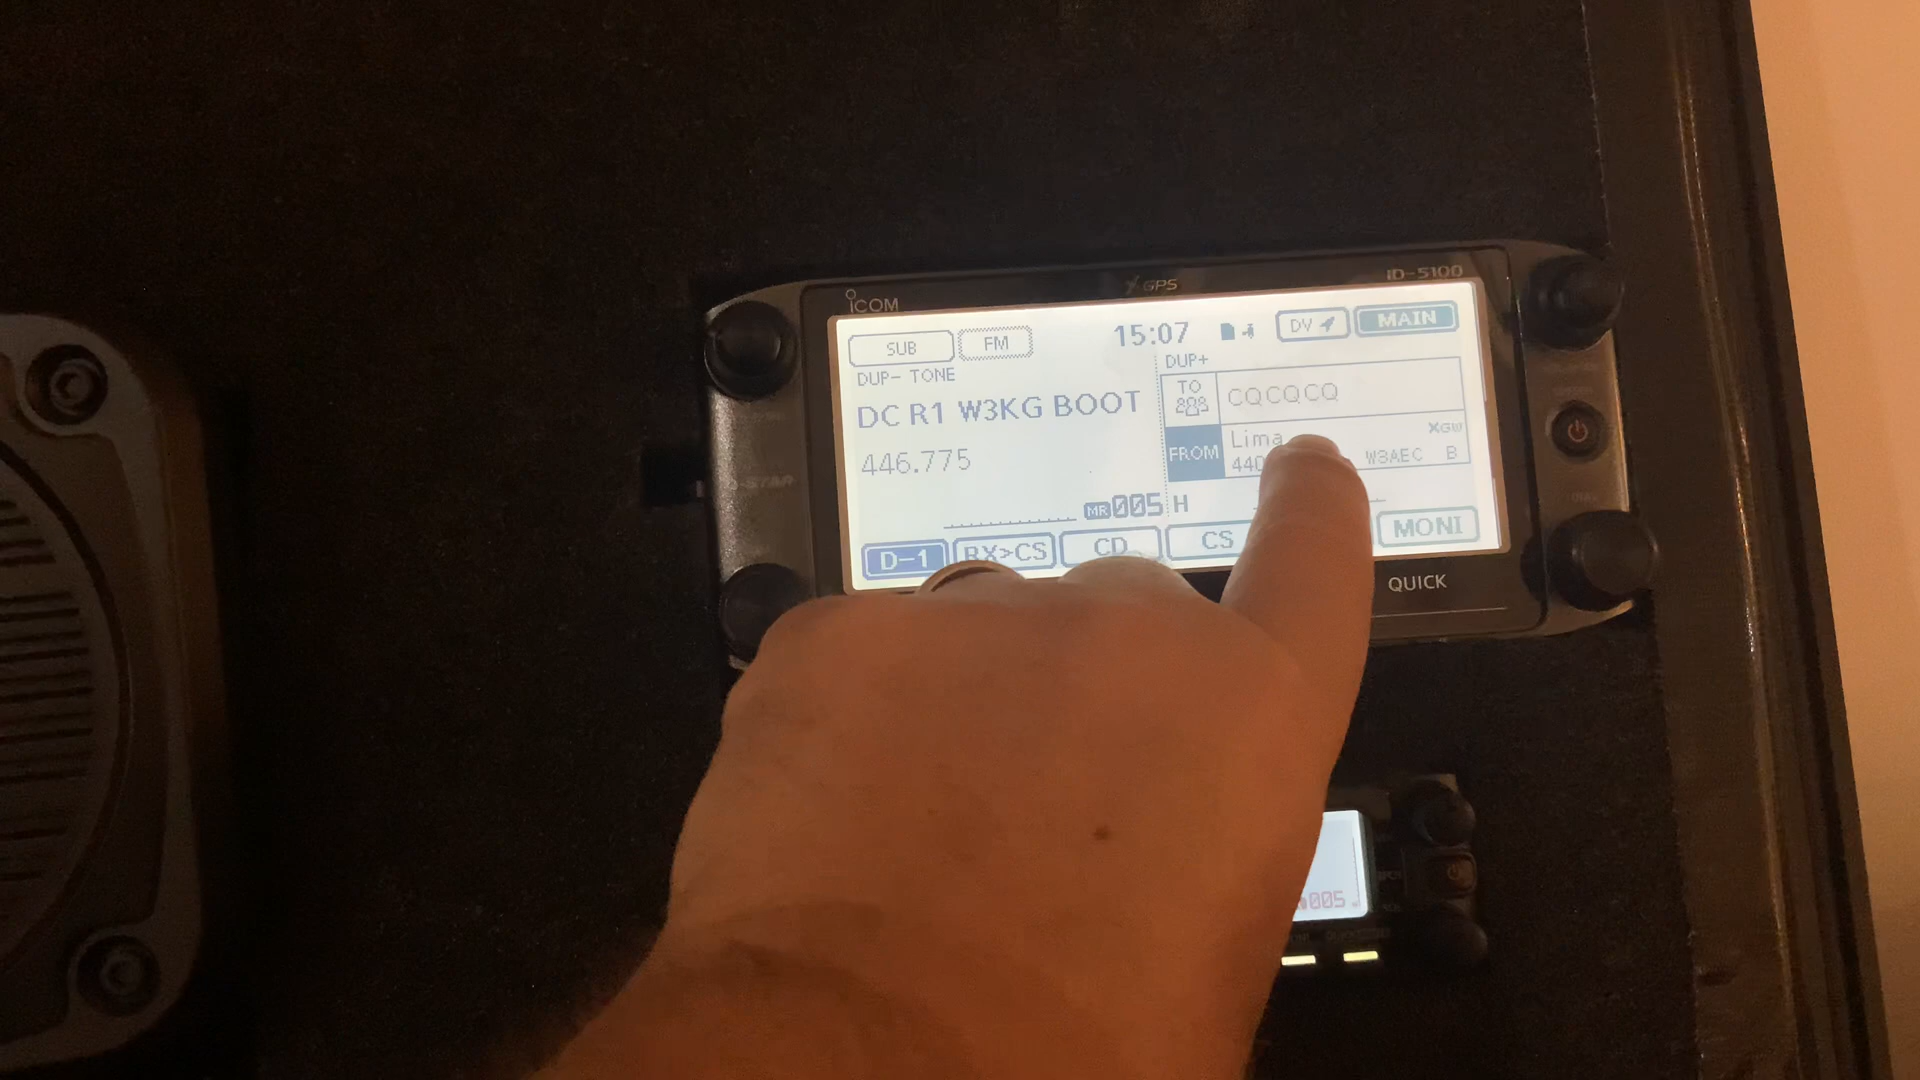 ICOM
GPS
ID-5100
SUB FM 15:07 DV MAIN
DUP- TONE
DUP+
TO CQCQCQ
DC R1 W3KG BOOT
FROM Lima
XGW
446.775
440
W3AEC B
D-STAR
MR 005 H
D-1 RX>CS CD CS MONI
QUICK
005